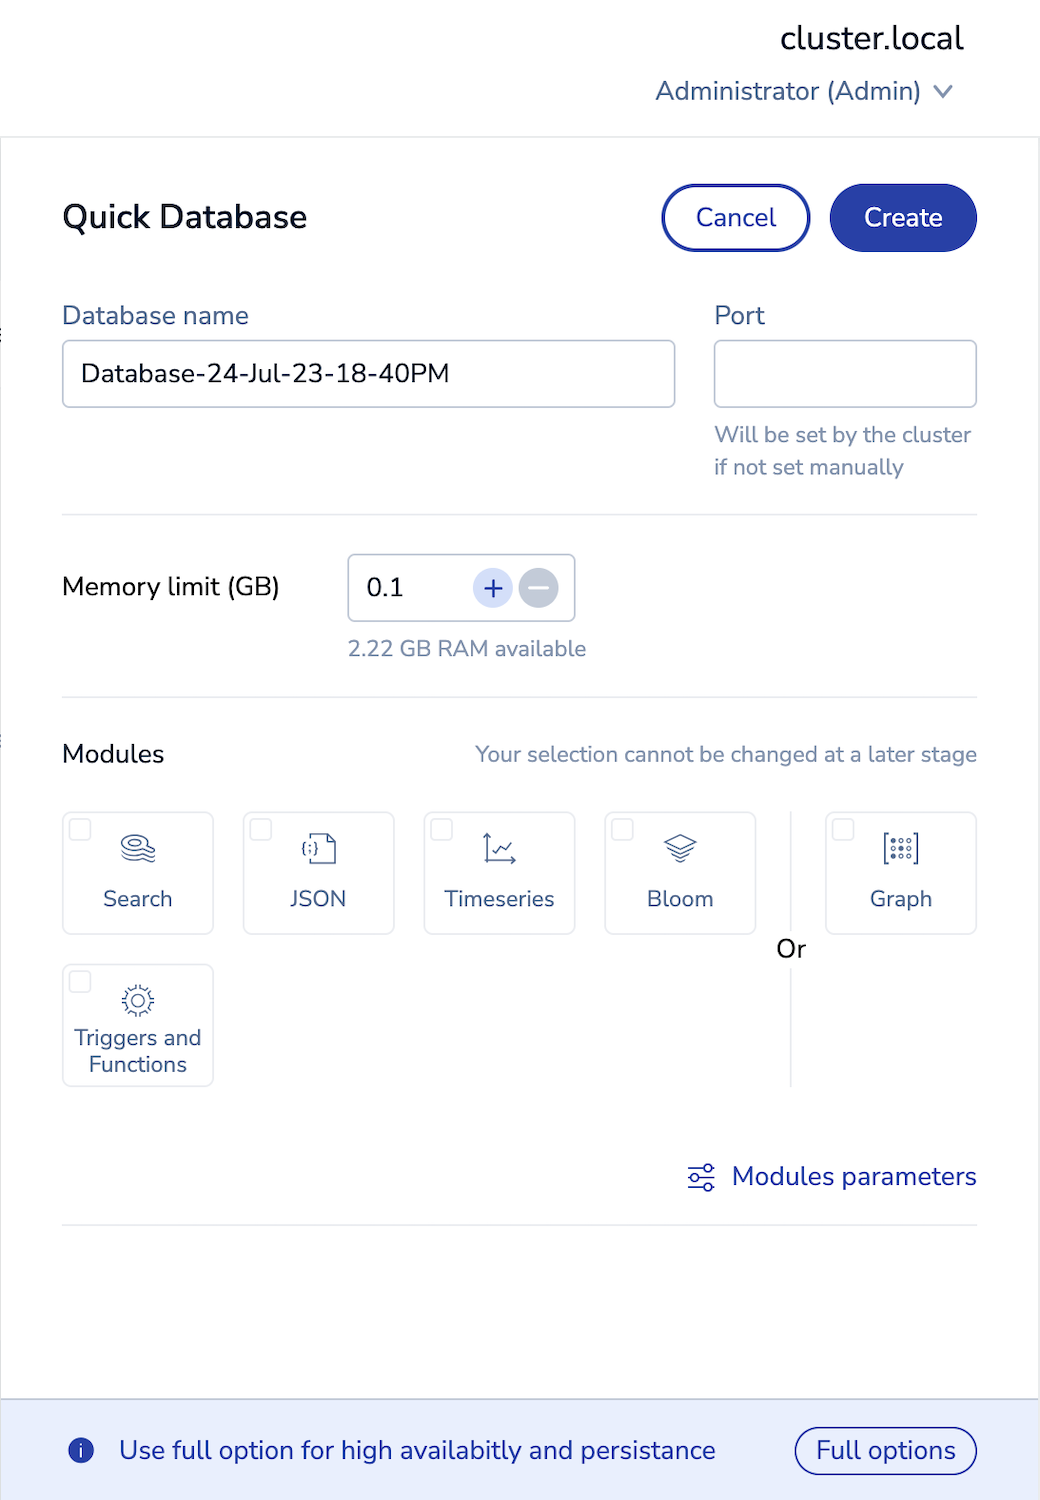 cluster.local
Administrator (Admin)
Quick Database
Cancel
Create
Database name
Port
Database-24-Jul-23-18-40PM
Will be set by the cluster
if not set manually
Memory limit (GB)
0.1
2.22 GB RAM available
Modules
Your selection cannot be changed at a later stage
Search
JSON
Timeseries
Bloom
Graph
Or
Triggers and
Functions
Modules parameters
Use full option for high availabitly and persistance
Full options